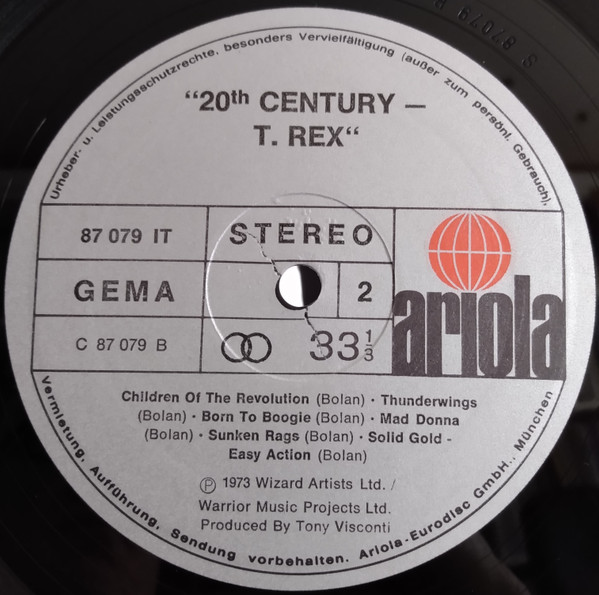 S 87079 B
Urheber- u. Leistungsschutzrechte, besonders Vervielfältigung (außer zum persönl. Gebrauch),
“20th CENTURY —
T. REX“
87 079 IT
STEREO
GEMA
2
ariola
C 87 079 B
33 1/3
Children Of The Revolution (Bolan) · Thunderwings
(Bolan) · Born To Boogie (Bolan) · Mad Donna
(Bolan) · Sunken Rags (Bolan) · Solid Gold -
Easy Action (Bolan)
Ⓟ 1973 Wizard Artists Ltd. /
Warrior Music Projects Ltd.
Produced By Tony Visconti
Vermietung, Aufführung, Sendung vorbehalten. Ariola-Eurodisc GmbH., München